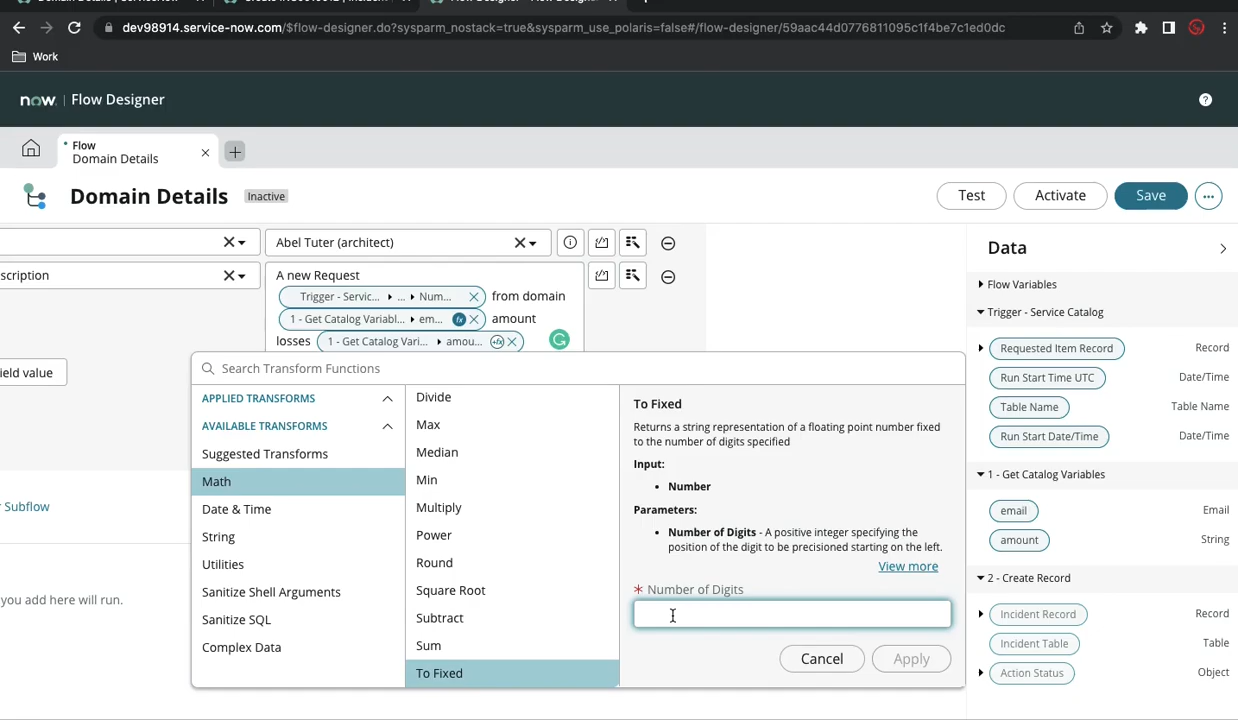 dev98914.service-now.com/$flow-designer.do?sysparm_nostack=true&sysparm_use_polaris=false#/flow-designer/59aac44d0776811095c1f4be7c1ed0dc
Work
now. | Flow Designer
?
Flow
Domain Details
Domain Details
Inactive
Test
Activate
Save
Abel Tuter (architect)
scription
A new Request
Trigger - Servic... ▸ ... ▸ Num...
from domain
1 - Get Catalog Variabl... ▸ em... fx
amount
losses
1 - Get Catalog Vari... ▸ amou... +fx
ield value
Subflow
you add here will run.
Search Transform Functions
APPLIED TRANSFORMS
AVAILABLE TRANSFORMS
Suggested Transforms
Math
Date & Time
String
Utilities
Sanitize Shell Arguments
Sanitize SQL
Complex Data
Divide
Max
Median
Min
Multiply
Power
Round
Square Root
Subtract
Sum
To Fixed
To Fixed
Returns a string representation of a floating point number fixed
to the number of digits specified
Input:
• Number
Parameters:
• Number of Digits - A positive integer specifying the
position of the digit to be precisioned starting on the left.
View more
* Number of Digits
Cancel
Apply
Data
Flow Variables
Trigger - Service Catalog
Requested Item Record
Record
Run Start Time UTC
Date/Time
Table Name
Table Name
Run Start Date/Time
Date/Time
1 - Get Catalog Variables
email
Email
amount
String
2 - Create Record
Incident Record
Record
Incident Table
Table
Action Status
Object